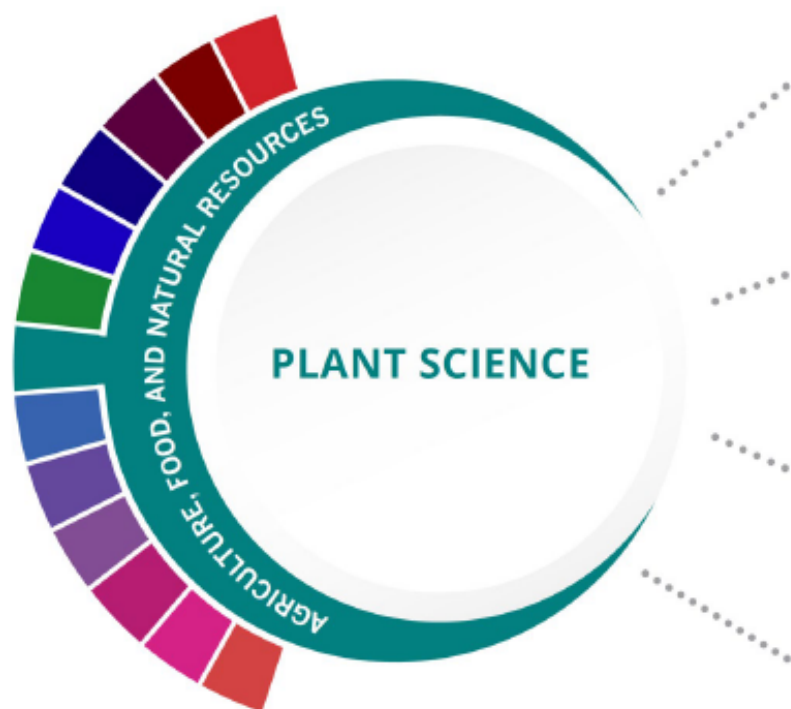 AGRICULTURE, FOOD, AND NATURAL RESOURCES
PLANT SCIENCE